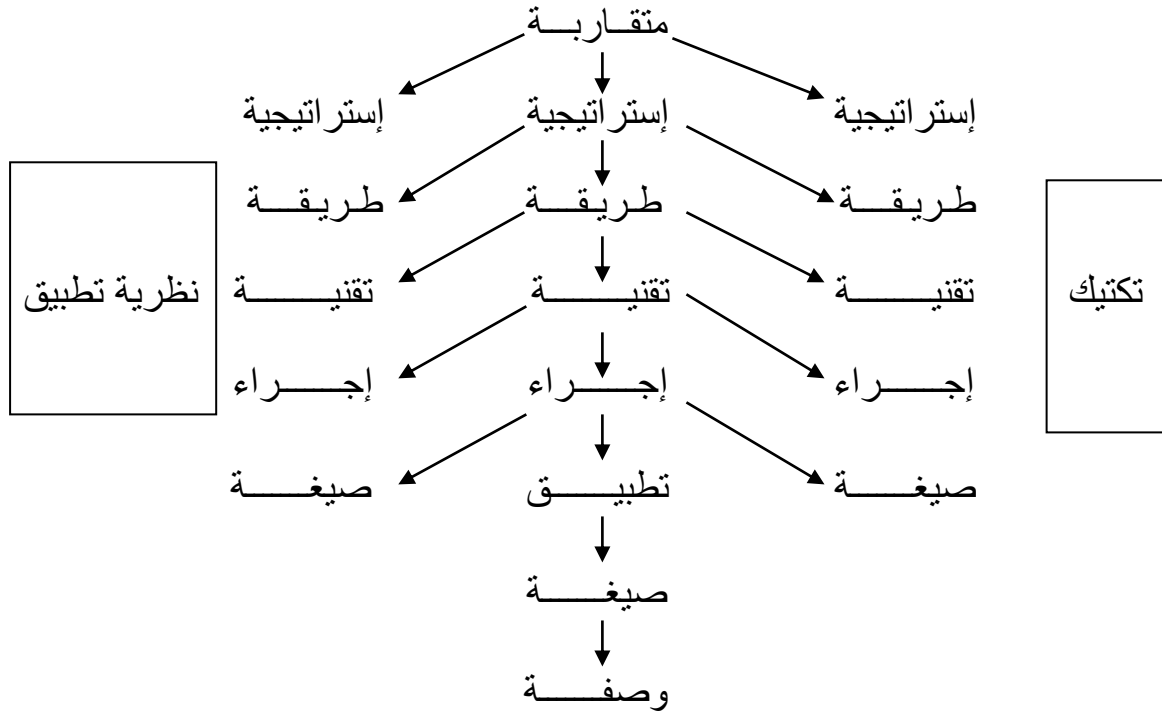 متقاربة
إستراتيجية إستراتيجية إستراتيجية
طريقة طريقة طريقة
تكتيك تقنية تقنية تقنية نظرية تطبيق
إجراء إجراء إجراء
صيغة تطبيق صيغة
صيغة
وصفة